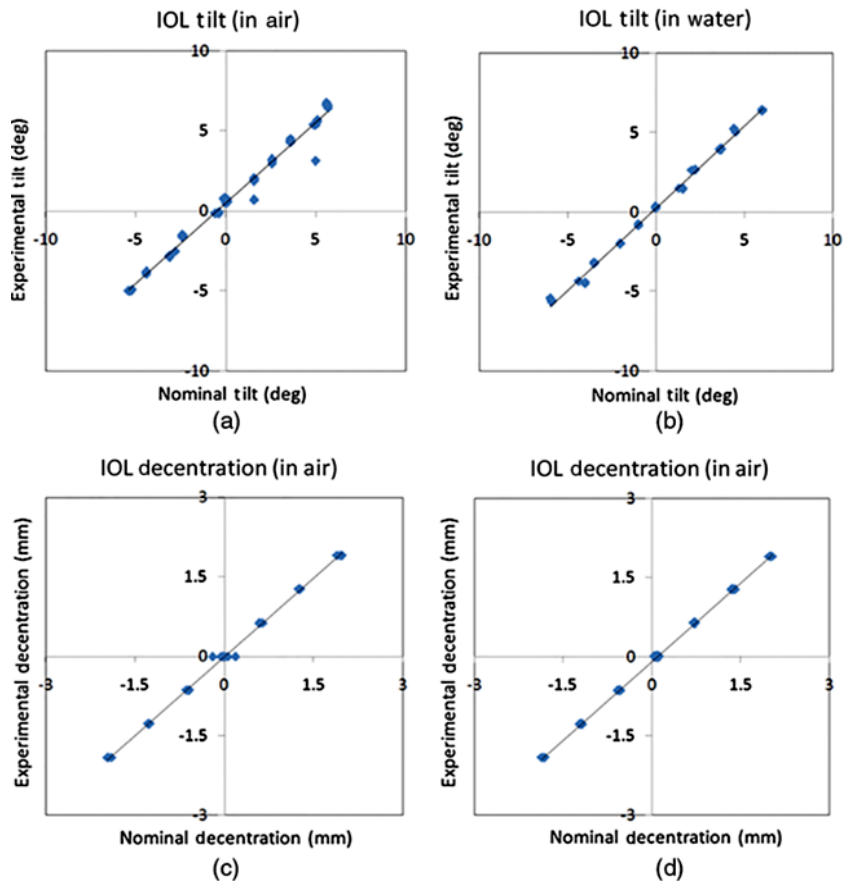 IOL tilt (in air)
10
5
0
-10
-5
0
5
10
-5
-10
Experimental tilt (deg)
Nominal tilt (deg)
(a)
IOL tilt (in water)
10
5
0
-10
-5
0
5
10
-5
-10
Experimental tilt (deg)
Nominal tilt (deg)
(b)
IOL decentration (in air)
3
1.5
0
-3
-1.5
0
1.5
3
-1.5
-3
Experimental decentration (mm)
Nominal decentration (mm)
(c)
IOL decentration (in air)
3
1.5
0
-3
-1.5
0
1.5
3
-1.5
-3
Experimental decentration (mm)
Nominal decentration (mm)
(d)